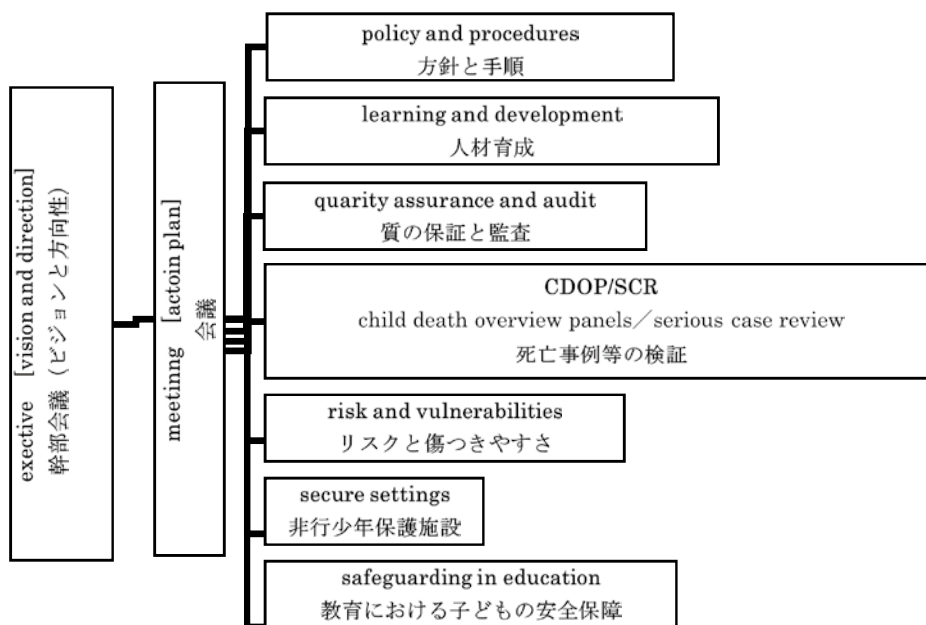 exective [vision and direction]
幹部会議（ビジョンと方向性）
meetinng [actoin plan]
会議
policy and procedures
方針と手順
learning and development
人材育成
quarity assurance and audit
質の保証と監査
CDOP/SCR
child death overview panels／serious case review
死亡事例等の検証
risk and vulnerabilities
リスクと傷つきやすさ
secure settings
非行少年保護施設
safeguarding in education
教育における子どもの安全保障